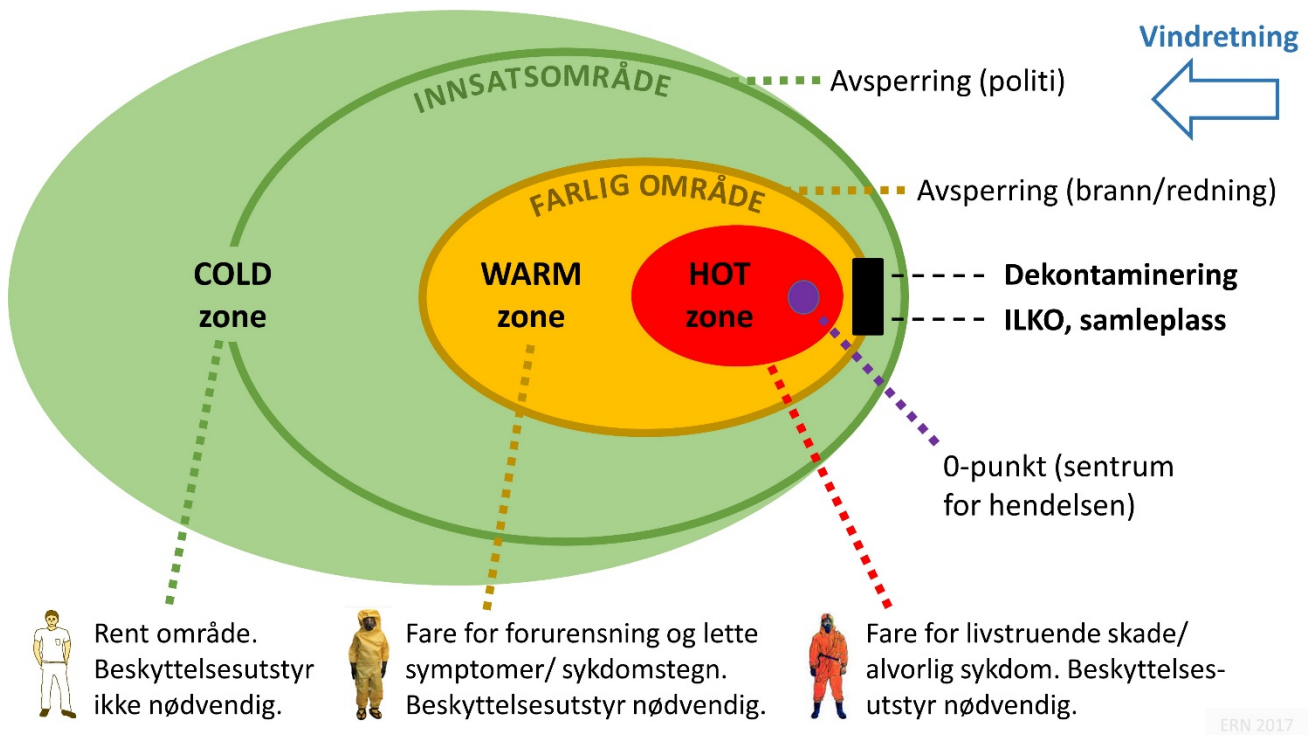 Vindretning
INNSATSOMRÅDE
Avsperring (politi)
FARLIG OMRÅDE
Avsperring (brann/redning)
COLD
zone
WARM
zone
HOT
zone
Dekontaminering
ILKO, samleplass
0-punkt (sentrum
for hendelsen)
Rent område.
Beskyttelsesutstyr
ikke nødvendig.
Fare for forurensning og lette
symptomer/ sykdomstegn.
Beskyttelsesutstyr nødvendig.
Fare for livstruende skade/
alvorlig sykdom. Beskyttelses-
utstyr nødvendig.
ERN 2017